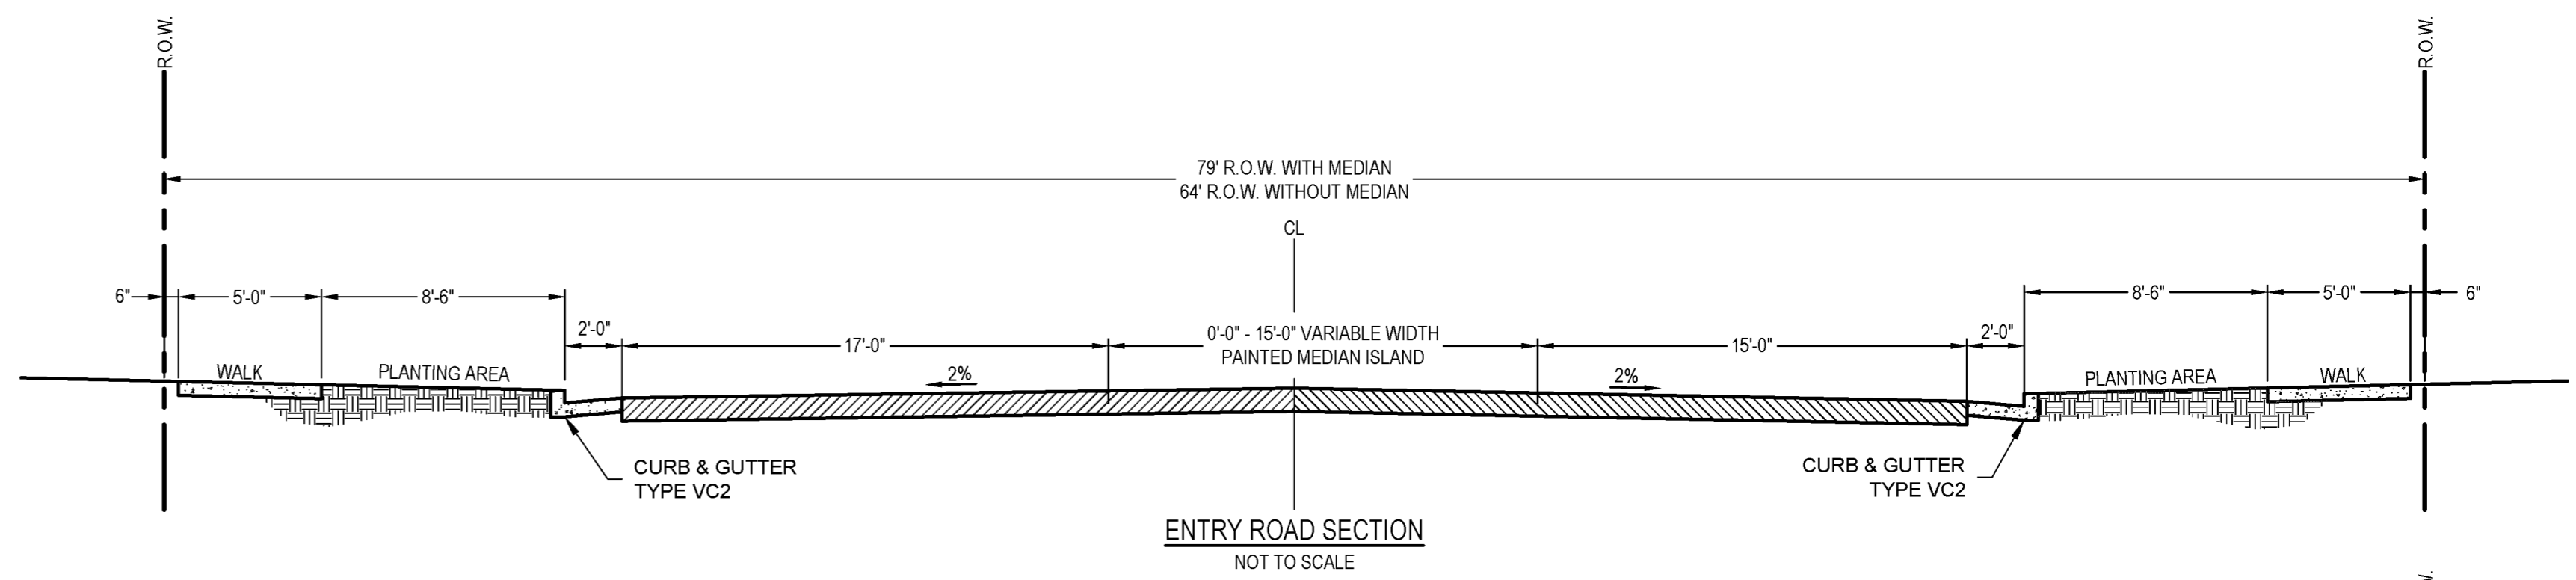 R.O.W.
R.O.W.
79' R.O.W. WITH MEDIAN
64' R.O.W. WITHOUT MEDIAN
CL
6"
5'-0"
8'-6"
2'-0"
17'-0"
0'-0" - 15'-0" VARIABLE WIDTH
PAINTED MEDIAN ISLAND
15'-0"
2'-0"
8'-6"
5'-0"
6"
WALK
PLANTING AREA
2%
2%
PLANTING AREA
WALK
CURB & GUTTER
TYPE VC2
CURB & GUTTER
TYPE VC2
ENTRY ROAD SECTION
NOT TO SCALE